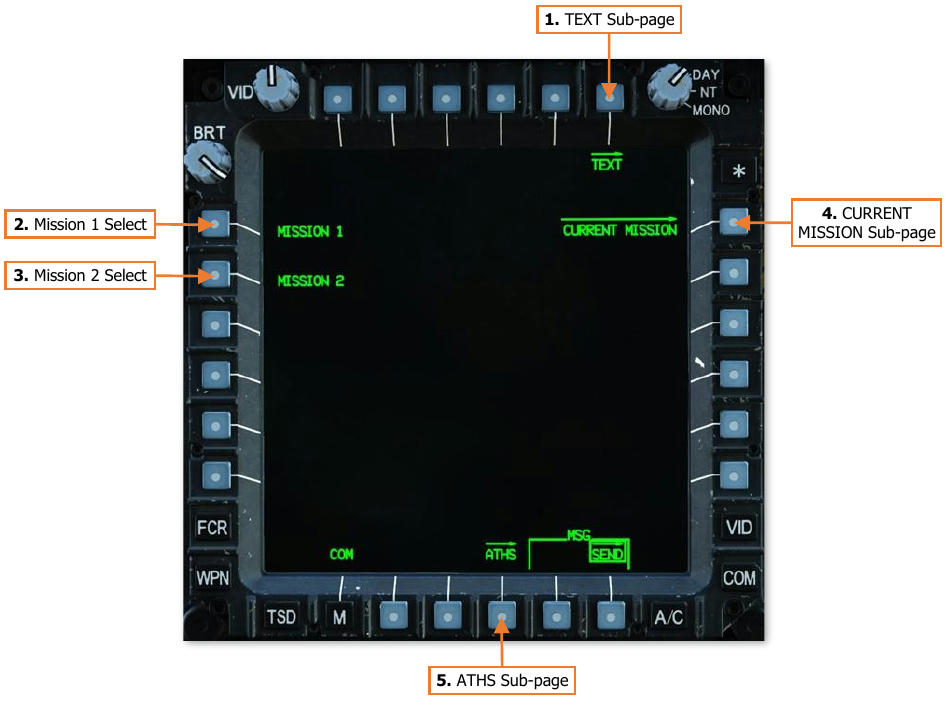 1. TEXT Sub-page
VID
DAY
NT
MONO
BRT
TEXT
*
2. Mission 1 Select
MISSION 1
CURRENT MISSION
4. CURRENT
MISSION Sub-page
3. Mission 2 Select
MISSION 2
FCR
VID
MSG
COM
ATHS
SEND
WPN
COM
TSD
M
A/C
5. ATHS Sub-page